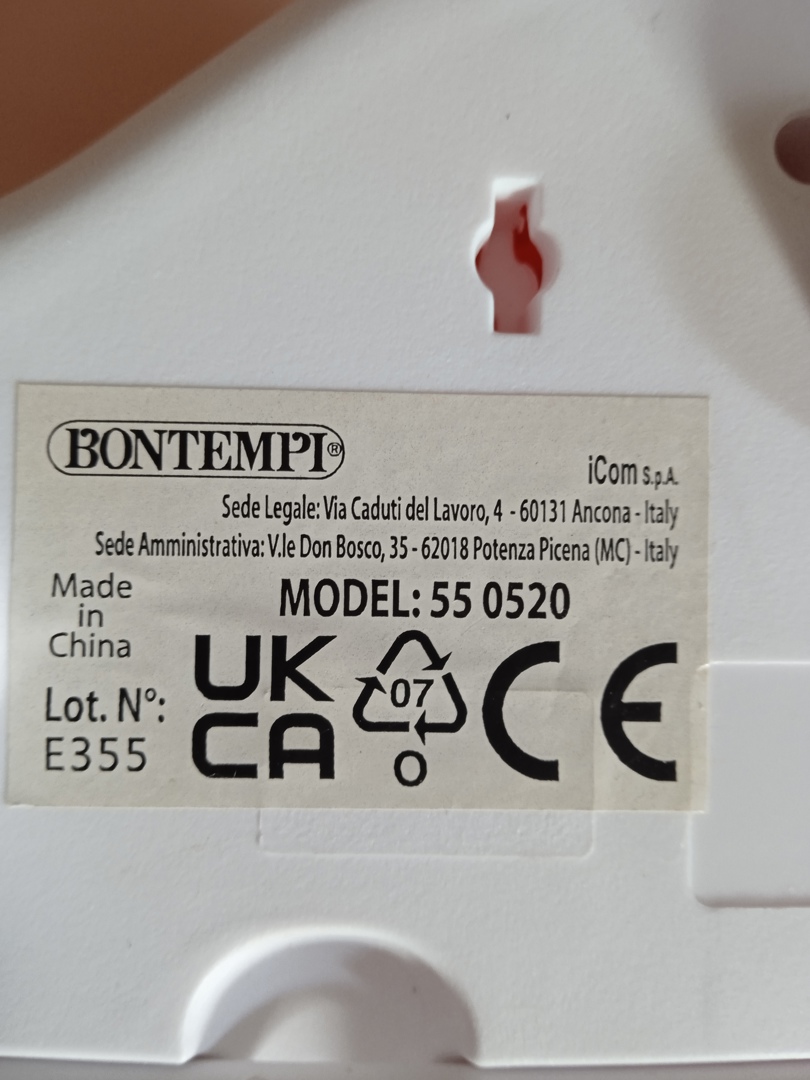 BONTEMPI®
iCom S.p.A.
Sede Legale: Via Caduti del Lavoro, 4 - 60131 Ancona - Italy
Sede Amministrativa: V.le Don Bosco, 35 - 62018 Potenza Picena (MC) - Italy
Made
in
China
MODEL: 55 0520
Lot. N°:
E355
UK
CA
07
O
CE